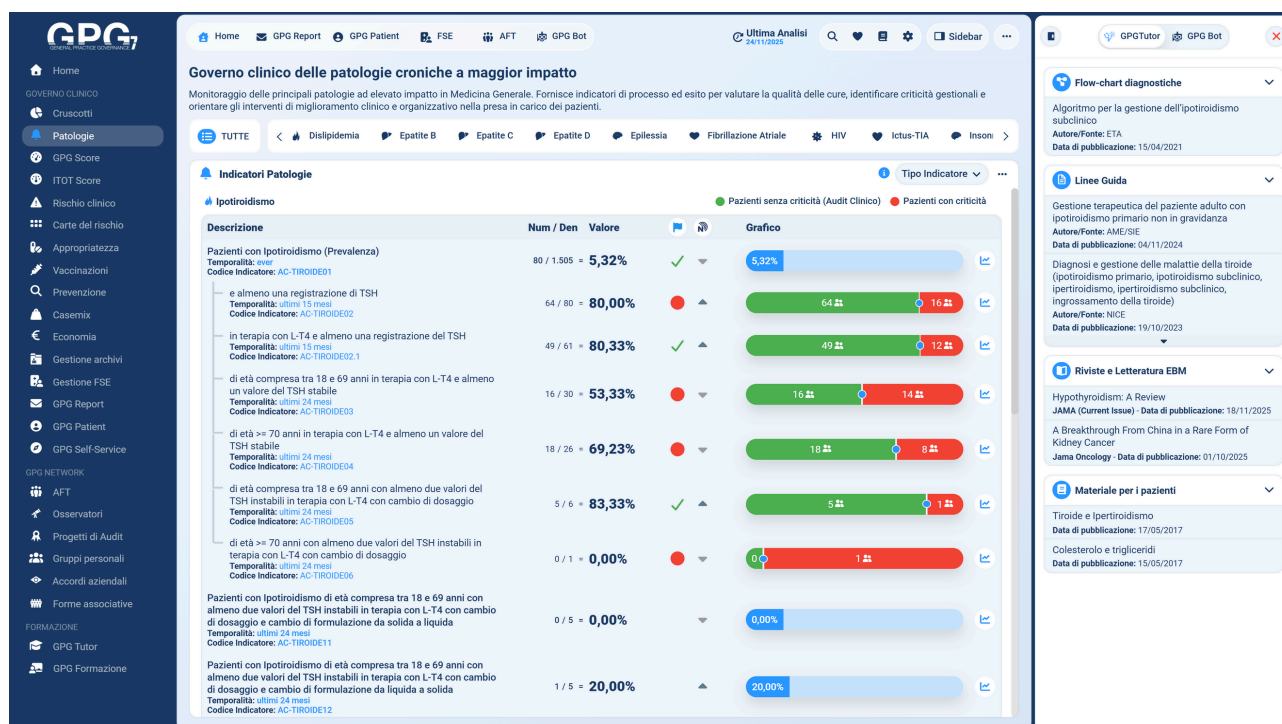 GPG7
GENERAL PRACTICE GOVERNANCE
Home
GOVERNO CLINICO
Cruscotti
Patologie
GPG Score
ITOT Score
Rischio clinico
Carte del rischio
Appropriatezza
Vaccinazioni
Prevenzione
Casemix
Economia
Gestione archivi
Gestione FSE
GPG Report
GPG Patient
GPG Self-Service
GPG NETWORK
AFT
Osservatori
Progetti di Audit
Gruppi personali
Accordi aziendali
Forme associative
FORMAZIONE
GPG Tutor
GPG Formazione
Home GPG Report GPG Patient FSE AFT GPG Bot
Ultima Analisi
24/11/2025
Sidebar
Governo clinico delle patologie croniche a maggior impatto
Monitoraggio delle principali patologie ad elevato impatto in Medicina Generale. Fornisce indicatori di processo ed esito per valutare la qualità delle cure, identificare criticità gestionali e
orientare gli interventi di miglioramento clinico e organizzativo nella presa in carico dei pazienti.
TUTTE Dislipidemia Epatite B Epatite C Epatite D Epilessia Fibrillazione Atriale HIV Ictus-TIA Inson
Indicatori Patologie
Tipo Indicatore
Ipotiroidismo
Pazienti senza criticità (Audit Clinico) Pazienti con criticità
Descrizione Num / Den Valore Grafico
Pazienti con Ipotiroidismo (Prevalenza)
Temporalità: ever
Codice Indicatore: AC-TIROIDE01
80 / 1.505 = 5,32%
5,32%
e almeno una registrazione di TSH
Temporalità: ultimi 15 mesi
Codice Indicatore: AC-TIROIDE02
64 / 80 = 80,00%
64 16
in terapia con L-T4 e almeno una registrazione del TSH
Temporalità: ultimi 15 mesi
Codice Indicatore: AC-TIROIDE02.1
49 / 61 = 80,33%
49 12
di età compresa tra 18 e 69 anni in terapia con L-T4 e almeno
un valore del TSH stabile
Temporalità: ultimi 24 mesi
Codice Indicatore: AC-TIROIDE03
16 / 30 = 53,33%
16 14
di età >= 70 anni in terapia con L-T4 e almeno un valore del
TSH stabile
Temporalità: ultimi 24 mesi
Codice Indicatore: AC-TIROIDE04
18 / 26 = 69,23%
18 8
di età compresa tra 18 e 69 anni con almeno due valori del
TSH instabili in terapia con L-T4 con cambio di dosaggio
Temporalità: ultimi 24 mesi
Codice Indicatore: AC-TIROIDE05
5 / 6 = 83,33%
5 1
di età >= 70 anni con almeno due valori del TSH instabili in
terapia con L-T4 con cambio di dosaggio
Temporalità: ultimi 24 mesi
Codice Indicatore: AC-TIROIDE06
0 / 1 = 0,00%
0 1
Pazienti con Ipotiroidismo di età compresa tra 18 e 69 anni con
almeno due valori del TSH instabili in terapia con L-T4 con cambio
di dosaggio e cambio di formulazione da solida a liquida
Temporalità: ultimi 24 mesi
Codice Indicatore: AC-TIROIDE11
0 / 5 = 0,00%
0,00%
Pazienti con Ipotiroidismo di età compresa tra 18 e 69 anni con
almeno due valori del TSH instabili in terapia con L-T4 con cambio
di dosaggio e cambio di formulazione da liquida a solida
Temporalità: ultimi 24 mesi
Codice Indicatore: AC-TIROIDE12
1 / 5 = 20,00%
20,00%
GPGTutor GPG Bot
Flow-chart diagnostiche
Algoritmo per la gestione dell'ipotiroidismo
subclinico
Autore/Fonte: ETA
Data di pubblicazione: 15/04/2021
Linee Guida
Gestione terapeutica del paziente adulto con
ipotiroidismo primario non in gravidanza
Autore/Fonte: AME/SIE
Data di pubblicazione: 04/11/2024
Diagnosi e gestione delle malattie della tiroide
(ipotiroidismo primario, ipotiroidismo subclinico,
ipertiroidismo, ipertiroidismo subclinico,
ingrossamento della tiroide)
Autore/Fonte: NICE
Data di pubblicazione: 19/10/2023
Riviste e Letteratura EBM
Hypothyroidism: A Review
JAMA (Current Issue) - Data di pubblicazione: 18/11/2025
A Breakthrough From China in a Rare Form of
Kidney Cancer
Jama Oncology - Data di pubblicazione: 01/10/2025
Materiale per i pazienti
Tiroide e Ipertiroidismo
Data di pubblicazione: 17/05/2017
Colesterolo e trigliceridi
Data di pubblicazione: 15/05/2017